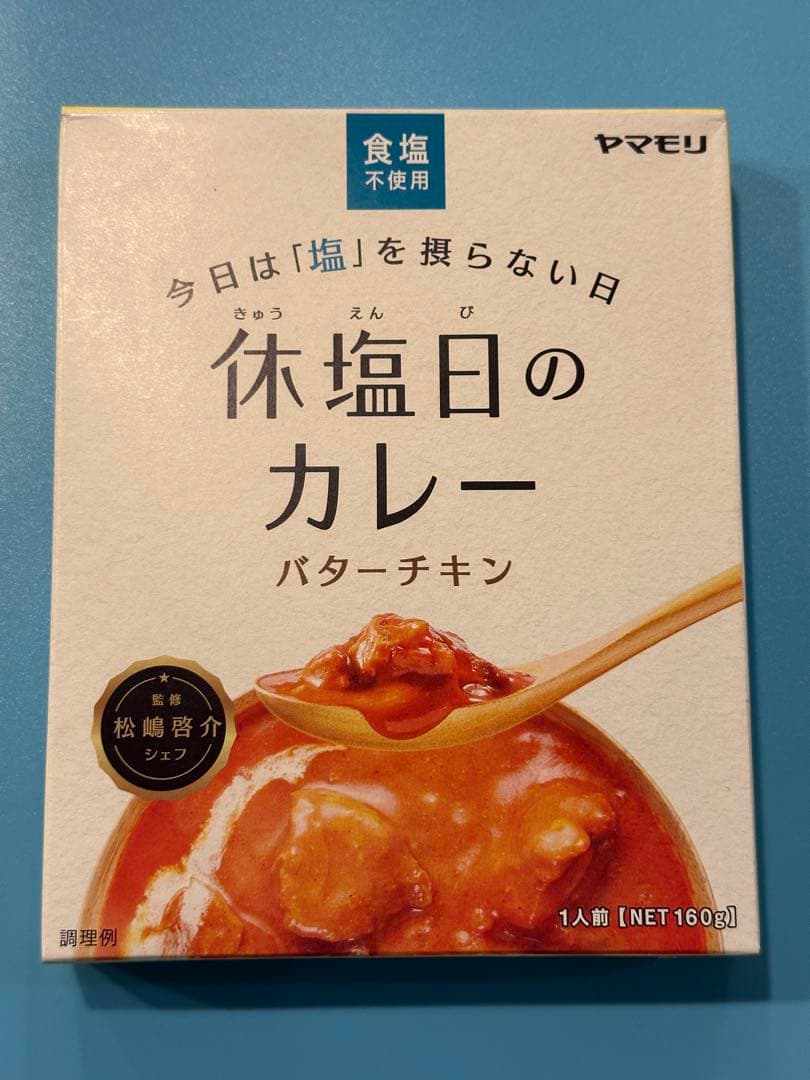 食塩
不使用
ヤマモリ
今日は「塩」を摂らない日
きゅう えん び
休塩日の
カレー
バターチキン
監修
松嶋啓介
シェフ
1人前【NET 160g】
調理例